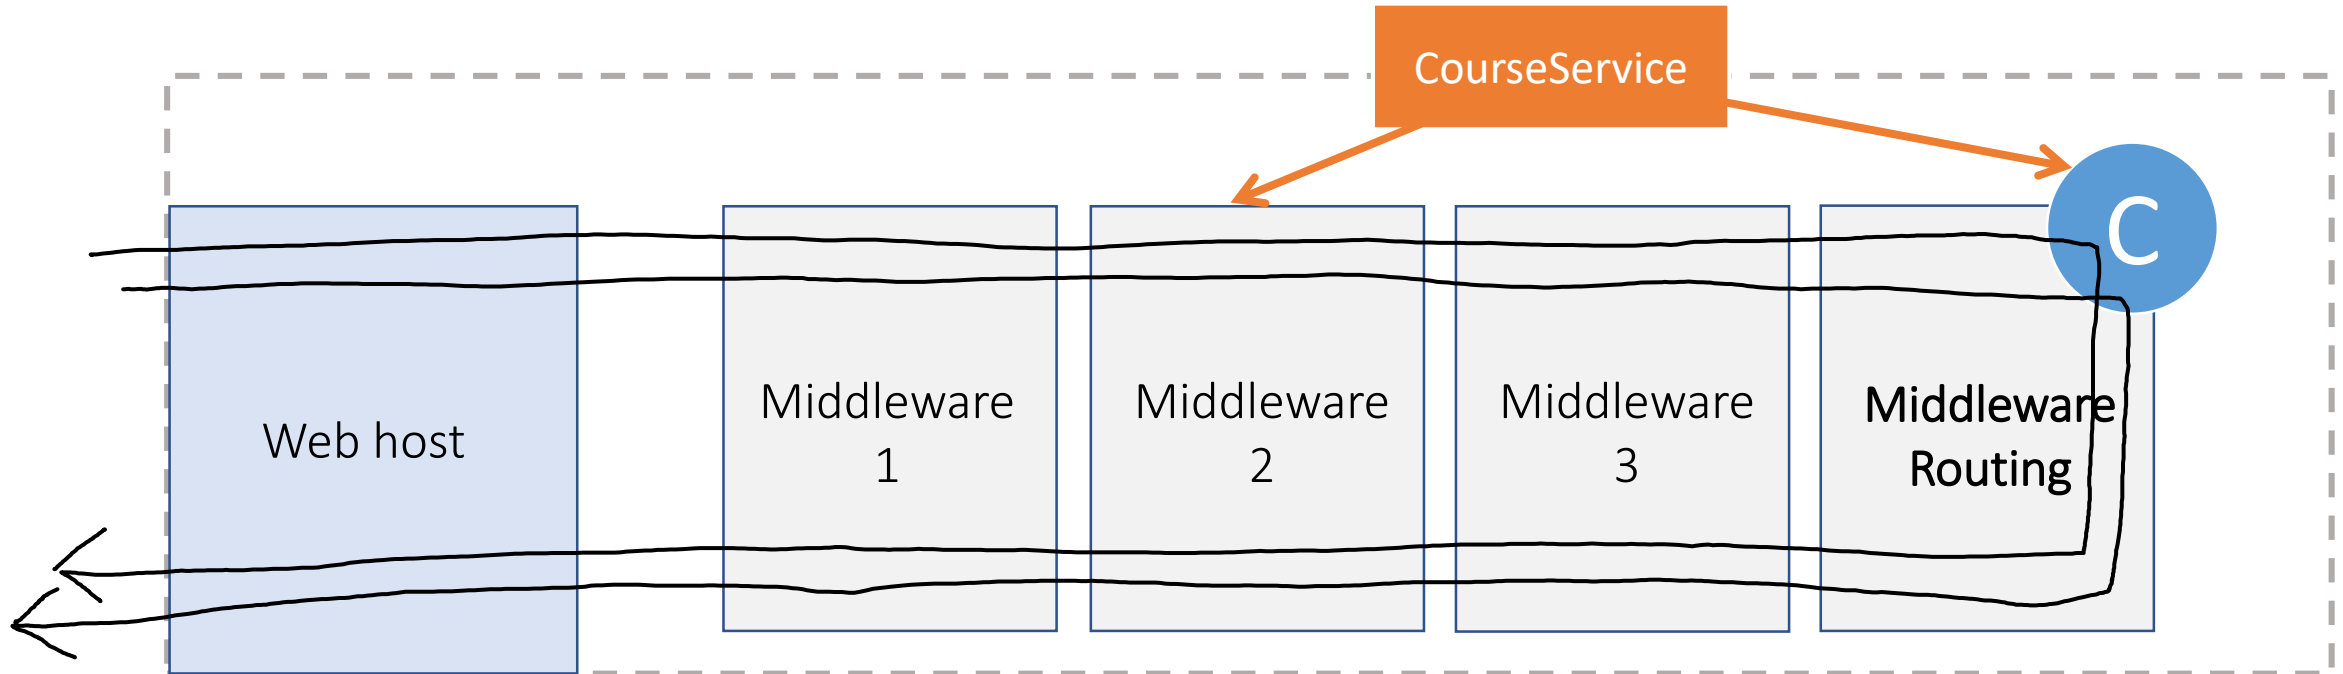 CourseService
C
Web host
Middleware
1
Middleware
2
Middleware
3
Middleware
Routing